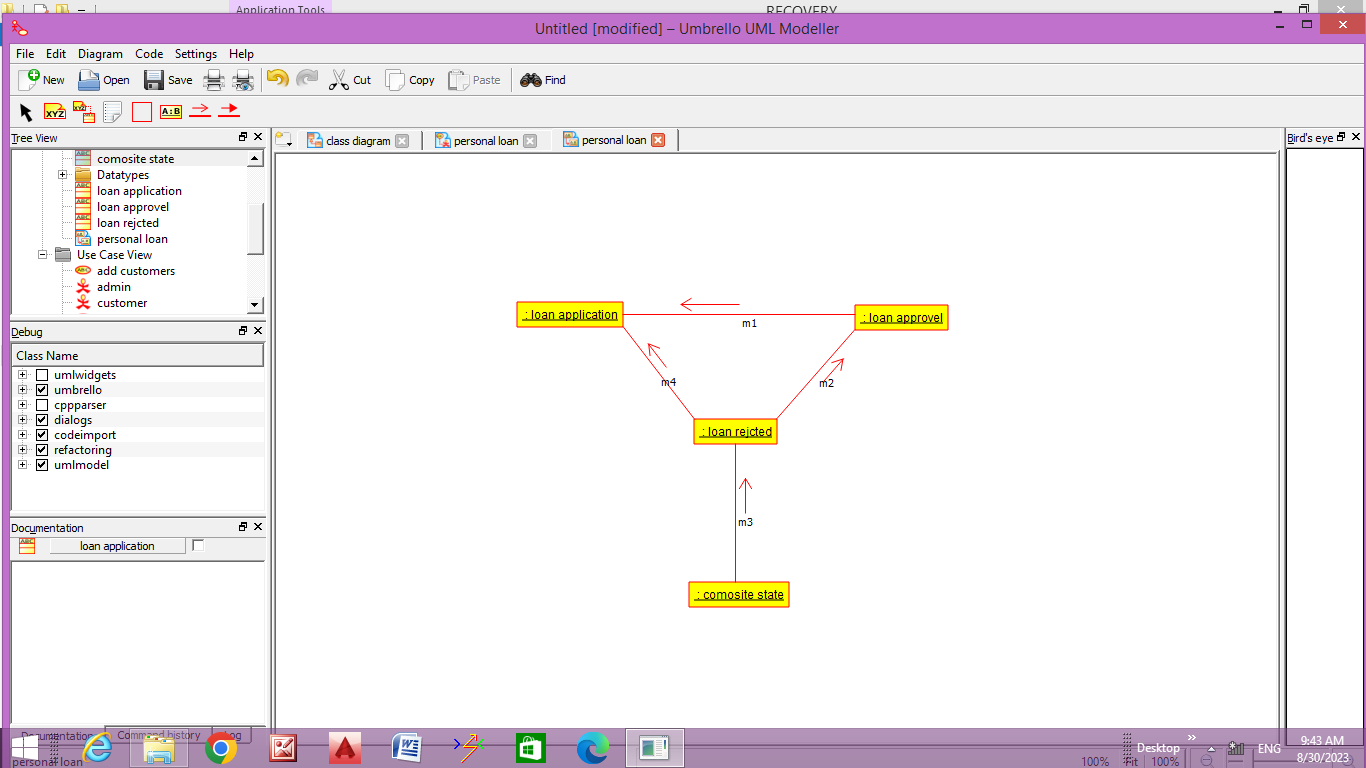 Application Tools
RECOVERY
Untitled [modified] – Umbrello UML Modeller
File Edit Diagram Code Settings Help
New Open Save Cut Copy Paste Find
XYZ XYZ A:B
Tree View
class diagram personal loan personal loan
Bird's eye
comosite state
Datatypes
loan application
loan approvel
loan rejcted
personal loan
Use Case View
add customers
admin
customer
: loan application
: loan approvel
m1
m4
m2
: loan rejcted
m3
: comosite state
Debug
Class Name
umlwidgets
umbrello
cppparser
dialogs
codeimport
refactoring
umlmodel
Documentation
loan application
Documentation Command history Log
personal loan
Desktop
ENG
9:43 AM
8/30/2023
100% Fit 100%